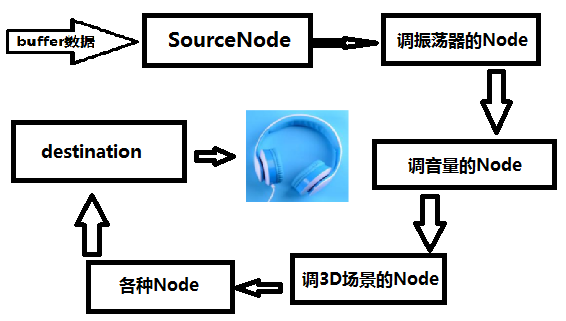 buffer数据
SourceNode
调振荡器的Node
调音量的Node
调3D场景的Node
各种Node
destination